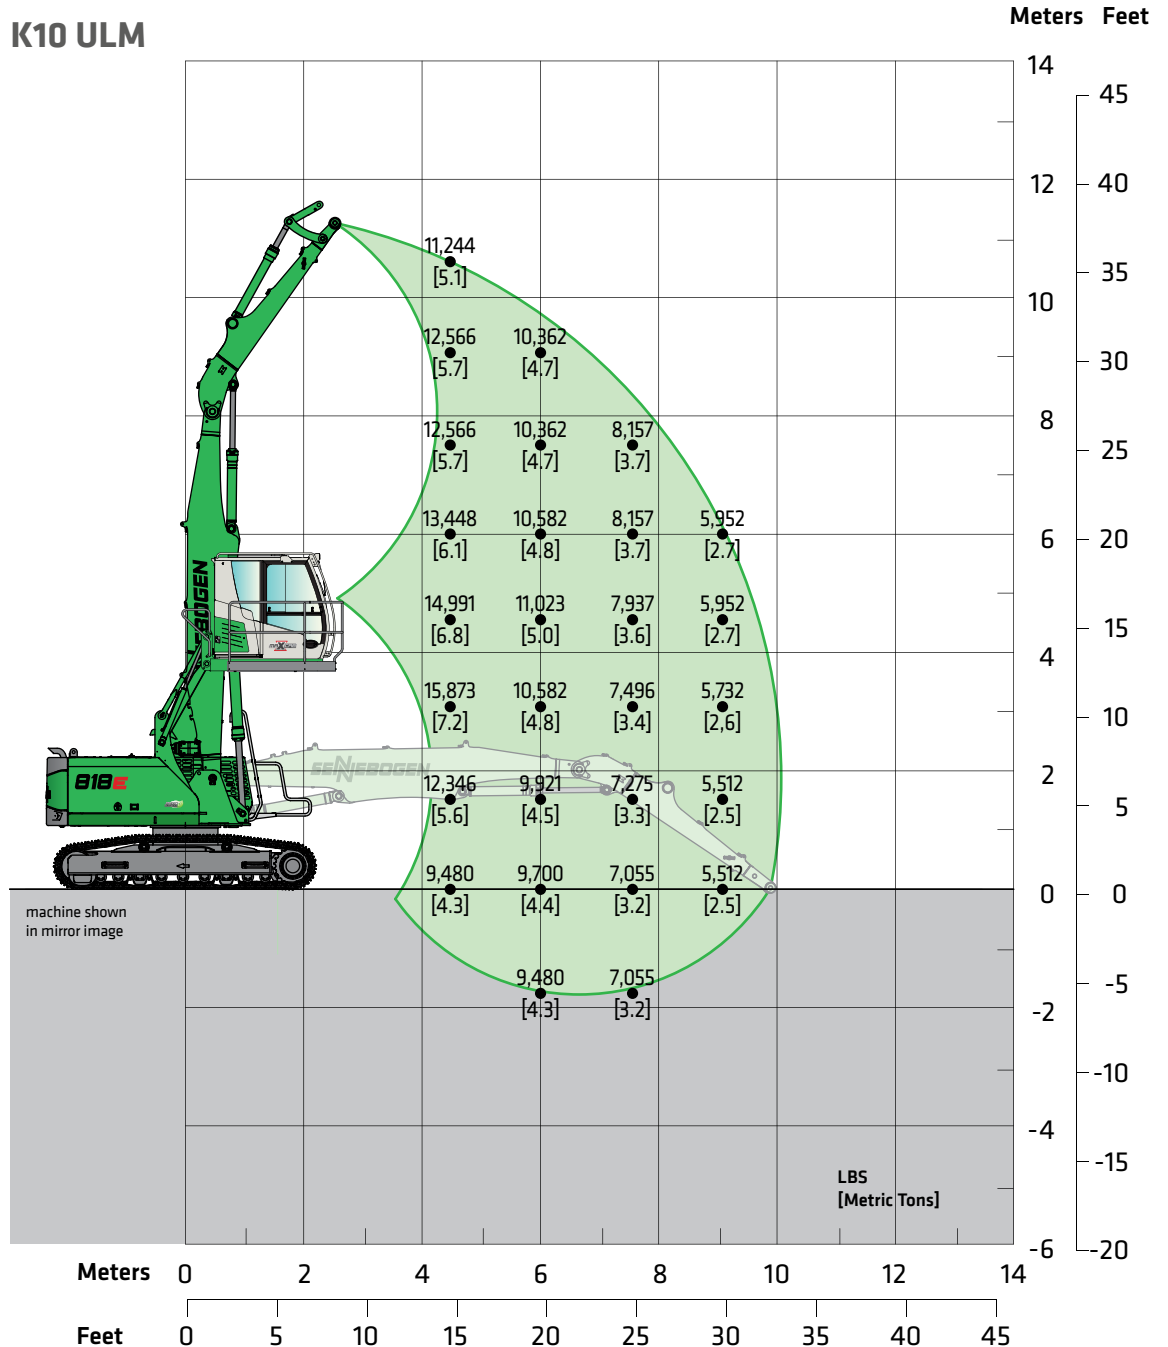 K10 ULM
Meters Feet
14
45
12
40
11,244
[5.1]
35
10
12,566 10,362
[5.7] [4.7]
30
8
12,566 10,362 8,157
[5.7] [4.7] [3.7]
25
13,448 10,582 8,157 5,952
[6.1] [4.8] [3.7] [2.7]
6
20
14,991 11,023 7,937 5,952
[6.8] [5.0] [3.6] [2.7]
15
4
15,873 10,582 7,496 5,732
[7.2] [4.8] [3.4] [2,6]
10
SENNEBOGEN
818E
2
12,346 9,921 7,275 5,512
[5.6] [4.5] [3.3] [2.5]
5
9,480 9,700 7,055 5,512
[4.3] [4.4] [3.2] [2.5]
0 0
machine shown
in mirror image
9,480 7,055
[4.3] [3.2]
-5
-2
-10
-4
-15
LBS
[Metric Tons]
-6
-20
Meters 0 2 4 6 8 10 12 14
Feet 0 5 10 15 20 25 30 35 40 45